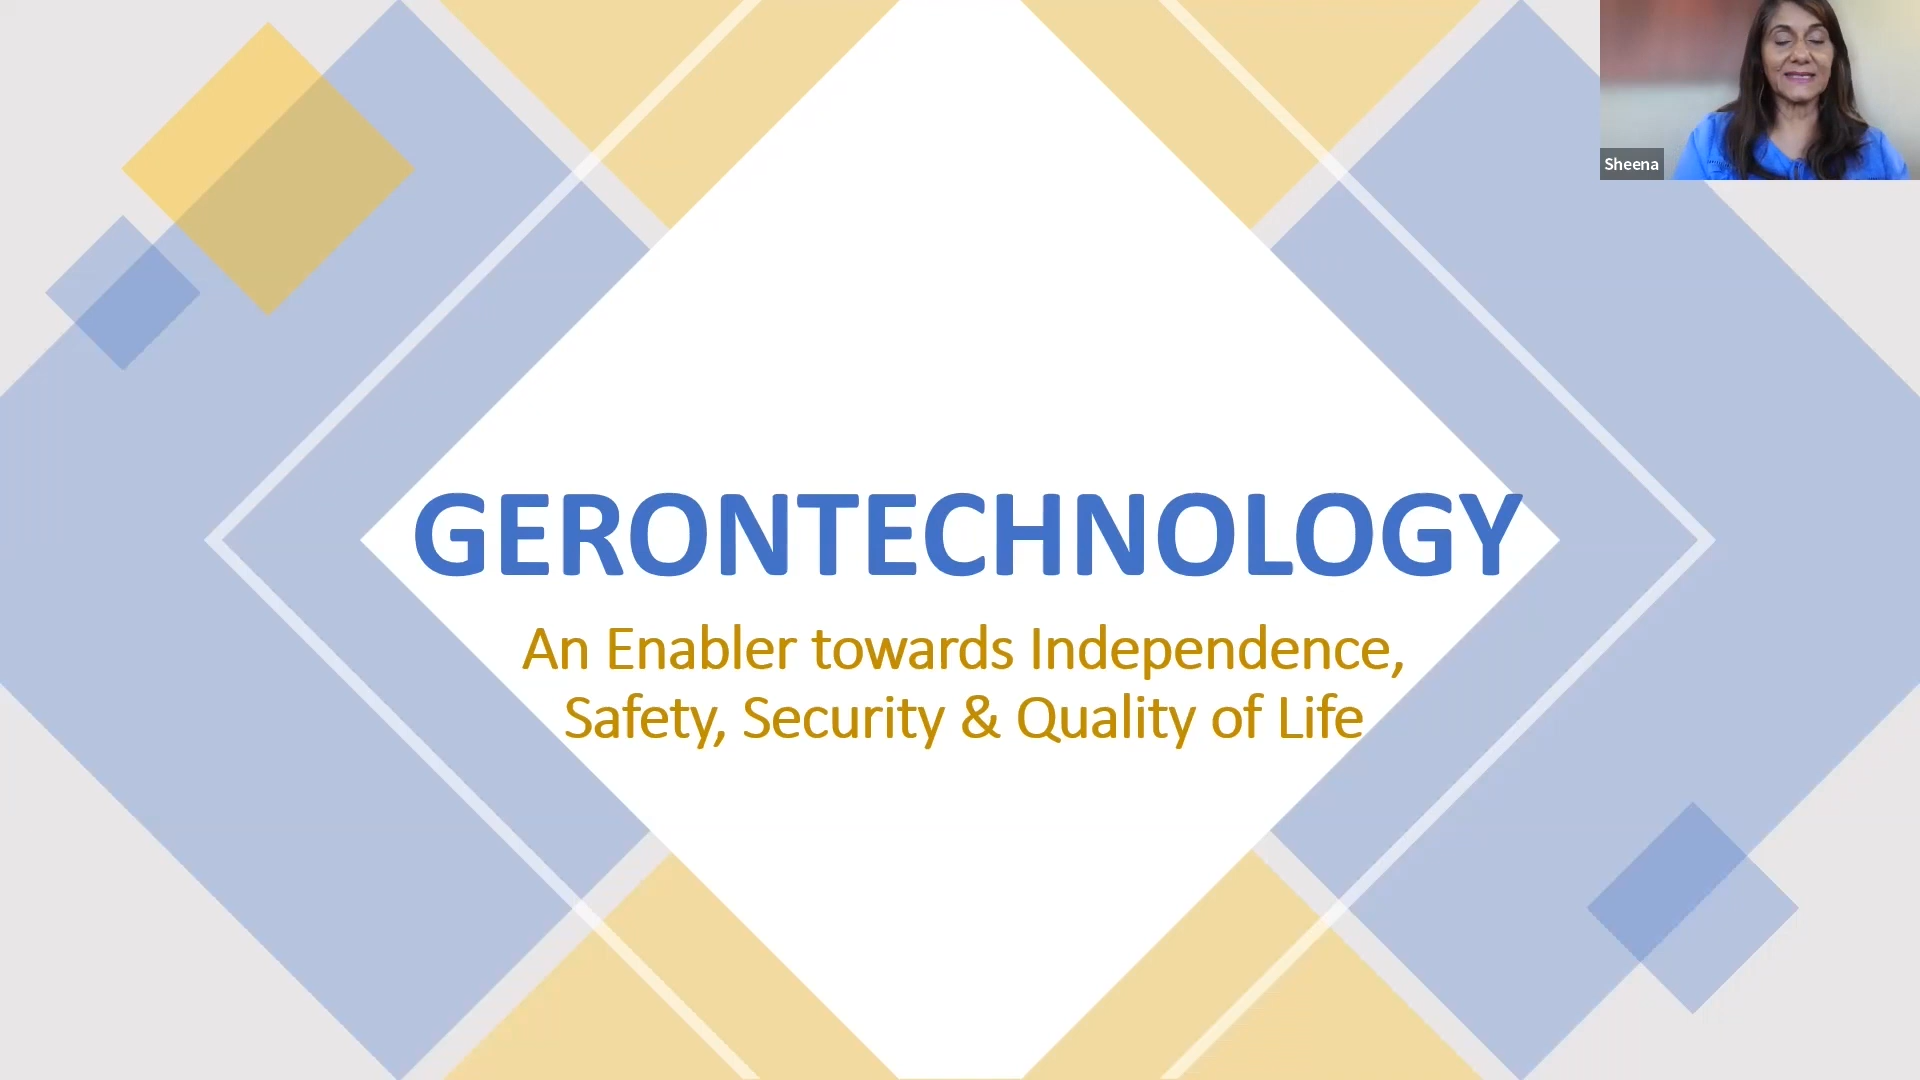 Sheena
GERONTECHNOLOGY
An Enabler towards Independence,
Safety, Security & Quality of Life